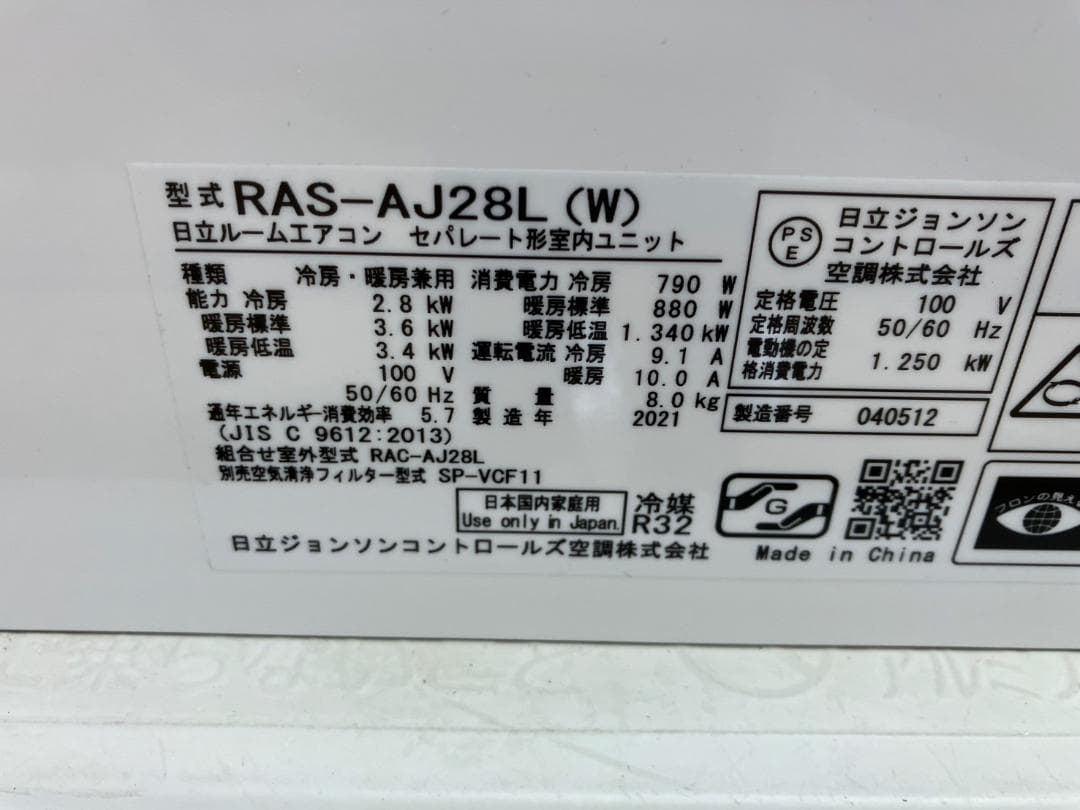 型式 RAS-AJ28L (W)
日立ルームエアコン セパレート形室内ユニット
種類 冷房・暖房兼用
能力 冷房 2.8 kW
暖房標準 3.6 kW
暖房低温 3.4 kW
電源 100 V
50/60 Hz
通年エネルギー消費効率 5.7
(JIS C 9612:2013)
組合せ室外型式 RAC-AJ28L
別売空気清浄フィルター型式 SP-VCF11
消費電力 冷房 790 W
暖房標準 880 W
暖房低温 1.340 kW
運転電流 冷房 9.1 A
暖房 10.0 A
質量 8.0 kg
製造年 2021
日本国内家庭用
Use only in Japan.
冷媒
R32
日立ジョンソンコントロールズ空調株式会社
PS
E
日立ジョンソン
コントロールズ
空調株式会社
定格電圧 100 V
定格周波数 50/60 Hz
電動機の定
格消費電力 1.250 kW
製造番号 040512
G
Made in China
フロンの見え